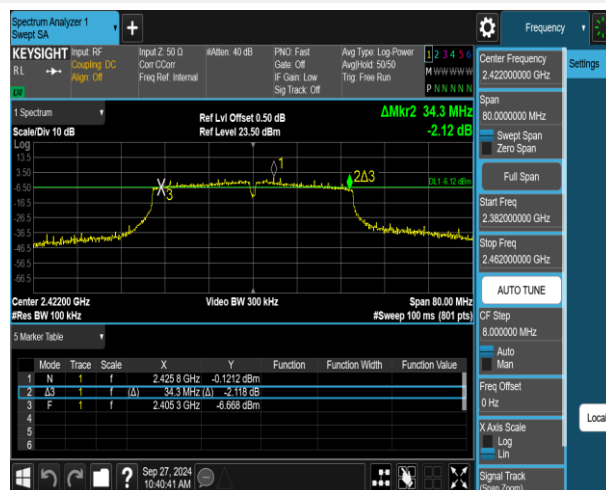 Spectrum Analyzer 1
Swept SA
Frequency
Settings
KEYSIGHT
Input: RF
Coupling: DC
Align: Off
Input Z: 50 Ω
Corr CCorr
Freq Ref: Internal
#Atten: 40 dB
PNO: Fast
Gate: Off
IF Gain: Low
Sig Track: Off
Avg Type: Log-Power
Avg|Hold: 50/50
Trig: Free Run
1 2 3 4 5 6
M W W W W W
P N N N N N
R L
1 Spectrum
Scale/Div 10 dB
Ref Lvl Offset 0.50 dB
Ref Level 23.50 dBm
ΔMkr2 34.3 MHz
-2.12 dB
Log
13.5
3.50
-6.50
-16.5
-26.5
-36.5
-46.5
-56.5
-66.5
1
2Δ3
3
DL1 -6.12 dBm
Center 2.42200 GHz
#Res BW 100 kHz
Video BW 300 kHz
Span 80.00 MHz
#Sweep 100 ms (801 pts)
5 Marker Table
Mode Trace Scale X Y Function Function Width Function Value
1 N 1 f 2.425 8 GHz -0.1212 dBm
2 Δ3 1 f (Δ) 34.3 MHz (Δ) -2.118 dB
3 F 1 f 2.405 3 GHz -6.668 dBm
4
5
6
Sep 27, 2024
10:40:41 AM
?
Center Frequency
2.422000000 GHz
Span
80.0000000 MHz
Swept Span
Zero Span
Full Span
Start Freq
2.382000000 GHz
Stop Freq
2.462000000 GHz
AUTO TUNE
CF Step
8.000000 MHz
Auto
Man
Freq Offset
0 Hz
X Axis Scale
Log
Lin
Signal Track
(Span Zoom)
Local